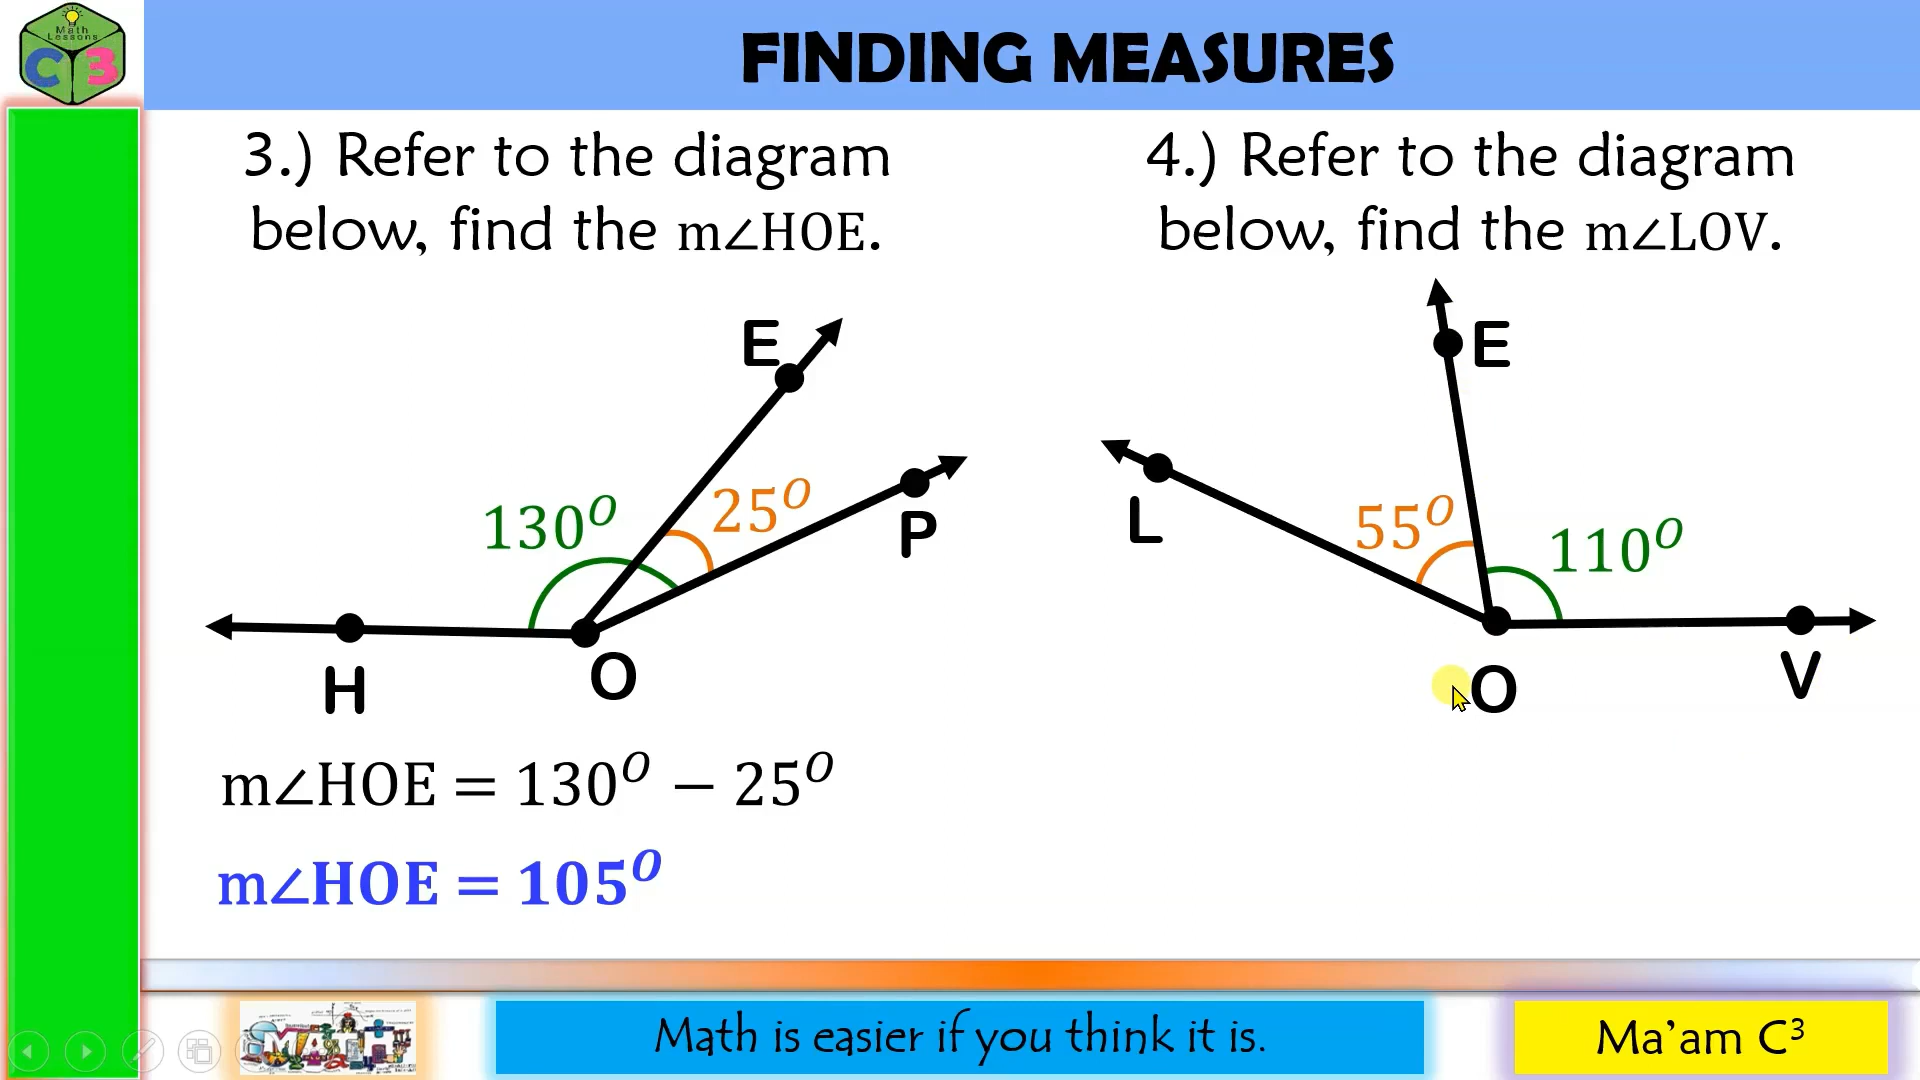 Math
Lessons
C 3
FINDING MEASURES
3.) Refer to the diagram
below, find the m∠HOE.
E
130°
25°
P
H
O
m∠HOE = 130° − 25°
m∠HOE = 105°
4.) Refer to the diagram
below, find the m∠LOV.
E
L
55°
110°
O
V
MATH
Math is easier if you think it is.
Ma'am C³